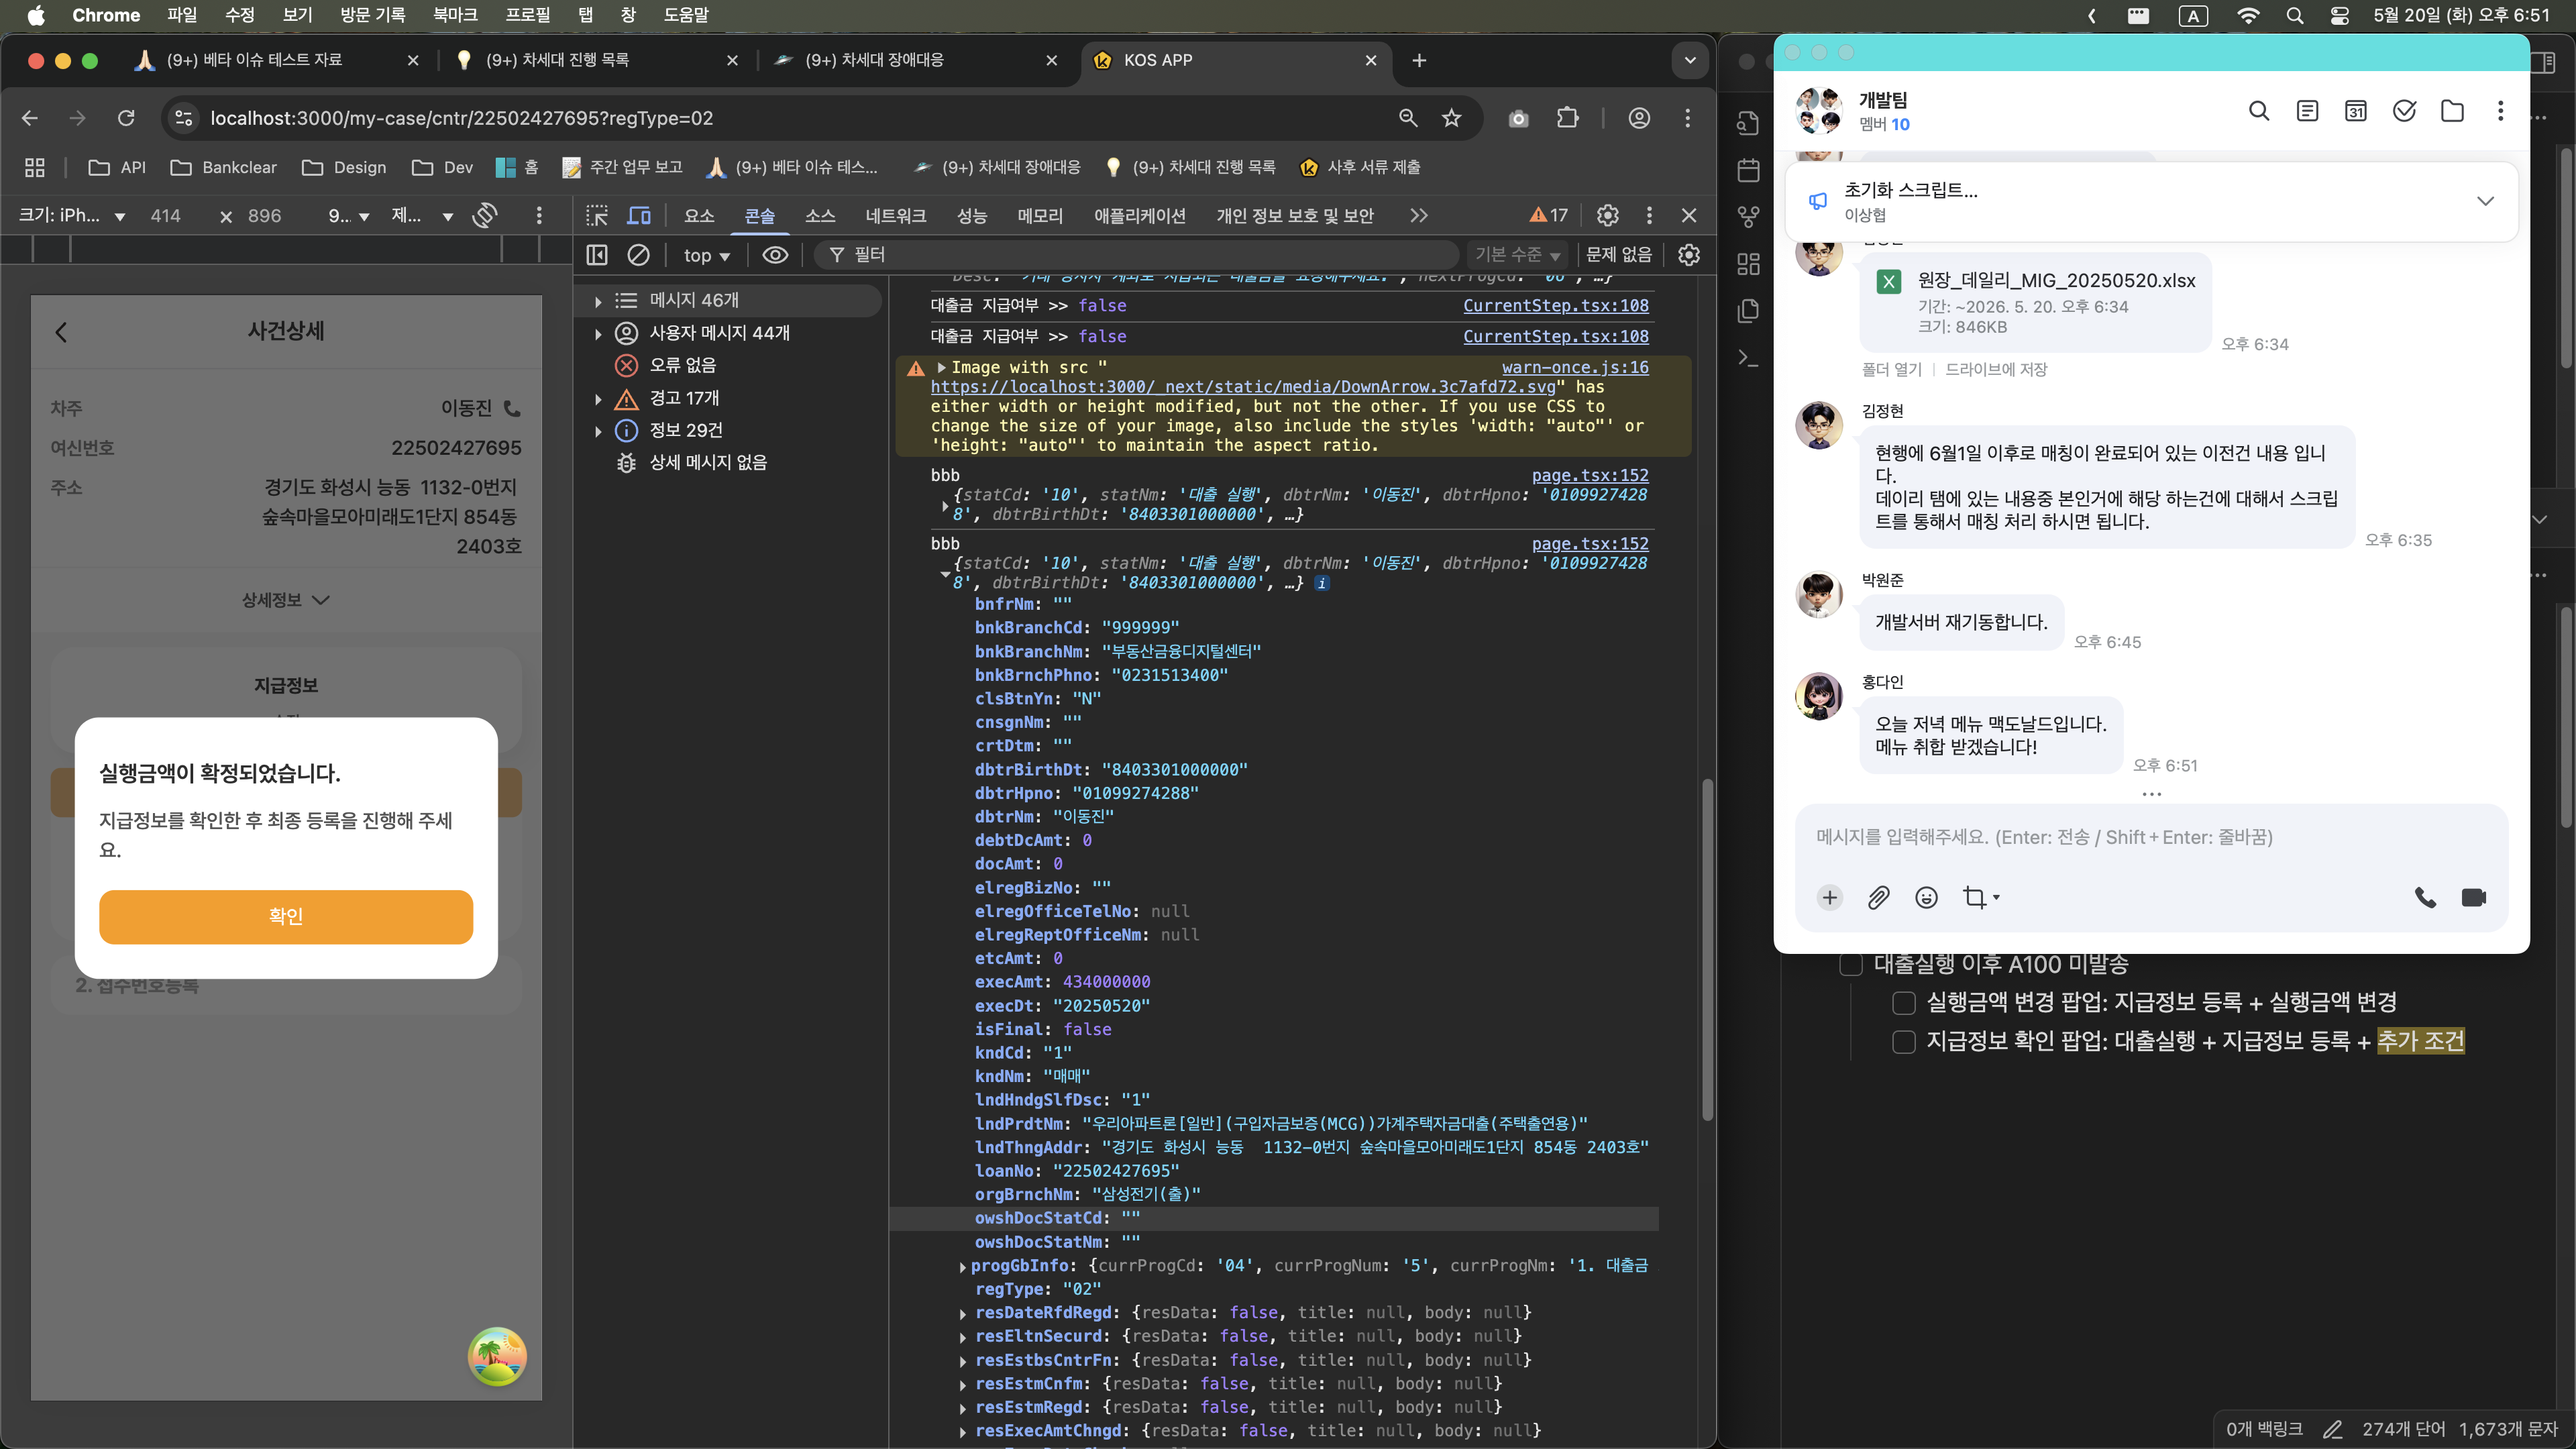 Chrome 파일 수정 보기 방문 기록 북마크 프로필 탭 창 도움말
A 5월 20일 (화) 오후 6:51
(9+) 베타 이슈 테스트 자료
(9+) 차세대 진행 목록
(9+) 차세대 장애대응
KOS APP
localhost:3000/my-case/cntr/22502427695?regType=02
API Bankclear Design Dev 홈 주간 업무 보고 (9+) 베타 이슈 테스... (9+) 차세대 장애대응 (9+) 차세대 진행 목록 사후 서류 제출
크기: iPh... 414 × 896 9... 제...
요소 콘솔 소스 네트워크 성능 메모리 애플리케이션 개인 정보 보호 및 보안 17
top 필터 기본 수준 문제 없음
사건상세
차주 이동진
여신번호 22502427695
주소 경기도 화성시 능동 1132-0번지
숲속마을모아미래도1단지 854동
2403호
상세정보
지급정보
실행금액이 확정되었습니다.
지급정보를 확인한 후 최종 등록을 진행해 주세
요.
확인
2. 접수번호등록
메시지 46개
사용자 메시지 44개
오류 없음
경고 17개
정보 29건
상세 메시지 없음
대출금 지급여부 >> false CurrentStep.tsx:108
대출금 지급여부 >> false CurrentStep.tsx:108
Image with src " warn-once.js:16
https://localhost:3000/_next/static/media/DownArrow.3c7afd72.svg" has
either width or height modified, but not the other. If you use CSS to
change the size of your image, also include the styles 'width: "auto"' or
'height: "auto"' to maintain the aspect ratio.
bbb page.tsx:152
{statCd: '10', statNm: '대출 실행', dbtrNm: '이동진', dbtrHpno: '0109927428
8', dbtrBirthDt: '8403301000000', …}
bbb page.tsx:152
{statCd: '10', statNm: '대출 실행', dbtrNm: '이동진', dbtrHpno: '0109927428
8', dbtrBirthDt: '8403301000000', …} i
bnfrNm: ""
bnkBranchCd: "999999"
bnkBranchNm: "부동산금융디지털센터"
bnkBrnchPhno: "0231513400"
clsBtnYn: "N"
cnsgnNm: ""
crtDtm: ""
dbtrBirthDt: "8403301000000"
dbtrHpno: "01099274288"
dbtrNm: "이동진"
debtDcAmt: 0
docAmt: 0
elregBizNo: ""
elregOfficeTelNo: null
elregReptOfficeNm: null
etcAmt: 0
execAmt: 434000000
execDt: "20250520"
isFinal: false
kndCd: "1"
kndNm: "매매"
lndHndgSlfDsc: "1"
lndPrdtNm: "우리아파트론[일반](구입자금보증(MCG))가계주택자금대출(주택출연용)"
lndThngAddr: "경기도 화성시 능동  1132-0번지 숲속마을모아미래도1단지 854동 2403호"
loanNo: "22502427695"
orgBrnchNm: "삼성전기(출)"
owshDocStatCd: ""
owshDocStatNm: ""
progGbInfo: {currProgCd: '04', currProgNum: '5', currProgNm: '1. 대출금
regType: "02"
resDateRfdRegd: {resData: false, title: null, body: null}
resEltnSecurd: {resData: false, title: null, body: null}
resEstbsCntrFn: {resData: false, title: null, body: null}
resEstmCnfm: {resData: false, title: null, body: null}
resEstmRegd: {resData: false, title: null, body: null}
resExecAmtChngd: {resData: false, title: null, body: null}
개발팀
멤버 10
31
초기화 스크립트...
이상협
원장_데일리_MIG_20250520.xlsx
기간: ~2026. 5. 20. 오후 6:34
크기: 846KB
오후 6:34
폴더 열기 드라이브에 저장
김정현
현행에 6월1일 이후로 매칭이 완료되어 있는 이전건 내용 입니
다.
데이리 탬에 있는 내용중 본인거에 해당 하는건에 대해서 스크립
트를 통해서 매칭 처리 하시면 됩니다.
오후 6:35
박원준
개발서버 재기동합니다.
오후 6:45
홍다인
오늘 저녁 메뉴 맥도날드입니다.
메뉴 취합 받겠습니다!
오후 6:51
메시지를 입력해주세요. (Enter: 전송 / Shift + Enter: 줄바꿈)
대출실행 이후 A100 미발송
실행금액 변경 팝업: 지급정보 등록 + 실행금액 변경
지급정보 확인 팝업: 대출실행 + 지급정보 등록 + 추가 조건
0개 백링크 274개 단어 1,673개 문자